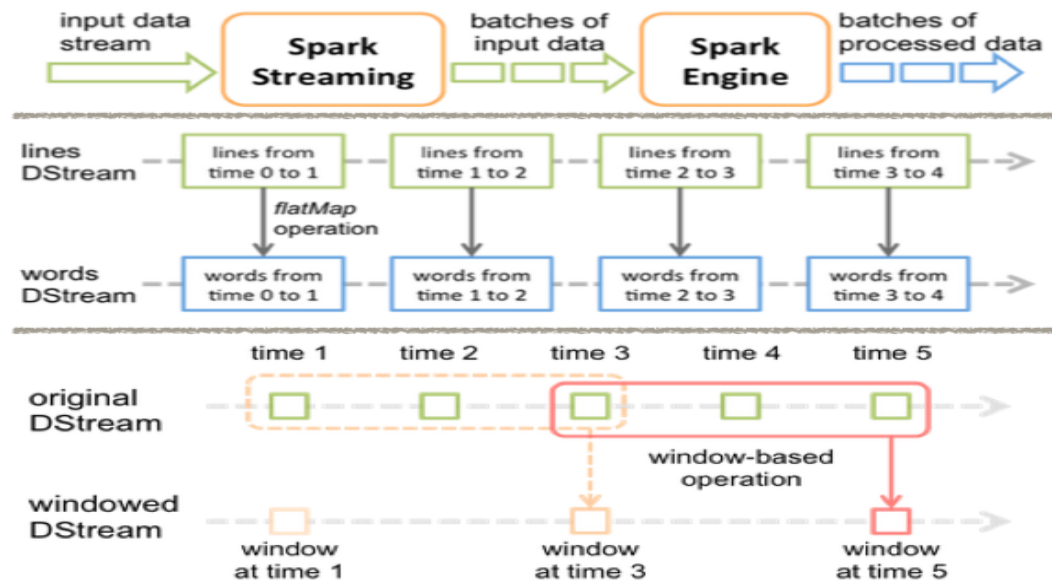 input data
stream
Spark
Streaming
batches of
input data
Spark
Engine
batches of
processed data
lines
DStream
lines from
time 0 to 1
lines from
time 1 to 2
lines from
time 2 to 3
lines from
time 3 to 4
flatMap
operation
words
DStream
words from
time 0 to 1
words from
time 1 to 2
words from
time 2 to 3
words from
time 3 to 4
time 1
time 2
time 3
time 4
time 5
original
DStream
window-based
operation
windowed
DStream
window
at time 1
window
at time 3
window
at time 5